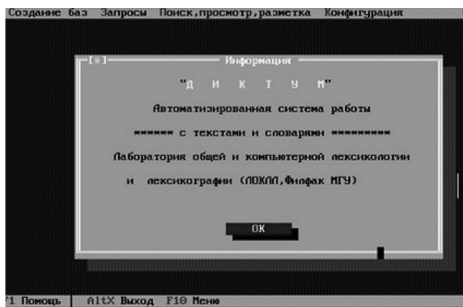 Создание баз Запросы Поиск,просмотр,разметка Конфигурация
Информация
"Д И К Т У М"
Автоматизированная система работы
****** с текстами и словарями *********
Лаборатория общей и компьютерной лексикологии
и лексикографии (ЛОКЛЛ,Филфак МГУ)
OK
F1 Помощь AltX Выход F10 Меню